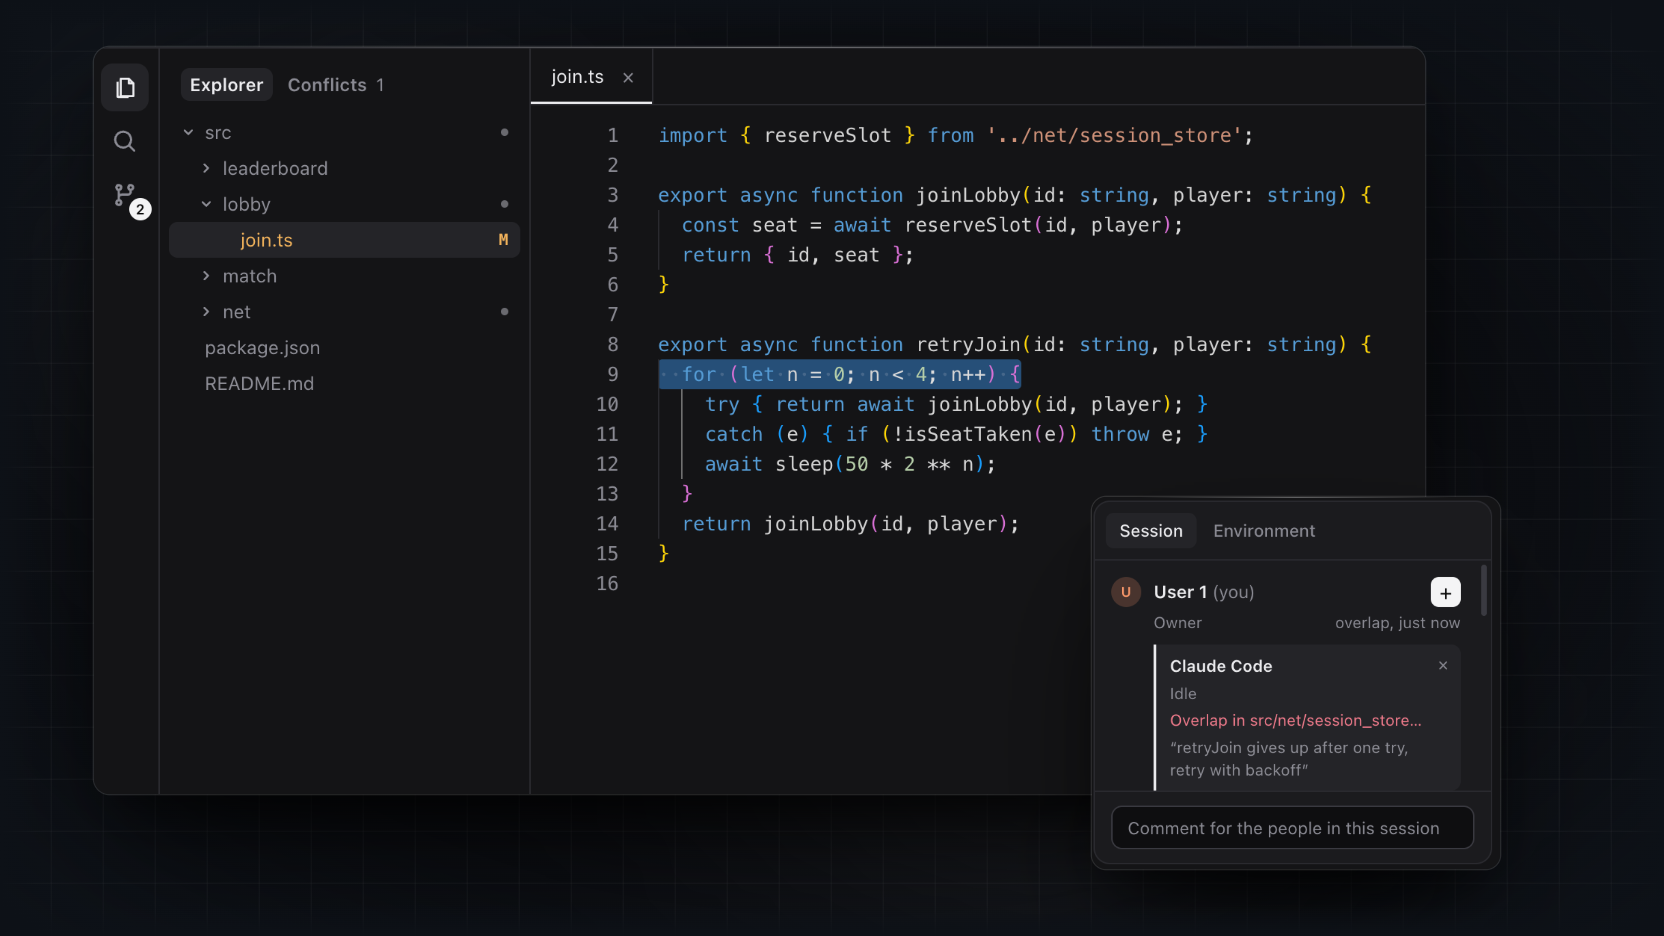 Explorer
Conflicts 1
src
leaderboard
lobby
join.ts M
match
net
package.json
README.md
2
join.ts ×
1 import { reserveSlot } from '../net/session_store';
2
3 export async function joinLobby(id: string, player: string) {
4 const seat = await reserveSlot(id, player);
5 return { id, seat };
6 }
7
8 export async function retryJoin(id: string, player: string) {
9 ··for·(let·n·=·0;·n·<·4;·n++)·{
10 try { return await joinLobby(id, player); }
11 catch (e) { if (!isSeatTaken(e)) throw e; }
12 await sleep(50 * 2 ** n);
13 }
14 return joinLobby(id, player);
15 }
16
Session
Environment
U
User 1 (you)
+
Owner
overlap, just now
Claude Code ×
Idle
Overlap in src/net/session_store...
“retryJoin gives up after one try,
retry with backoff”
Comment for the people in this session